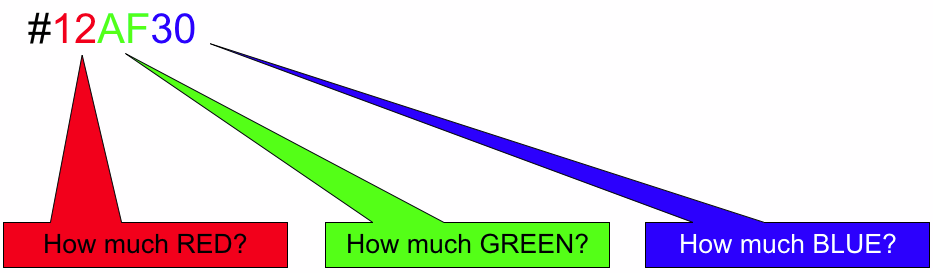 #12AF30
How much RED?
How much GREEN?
How much BLUE?